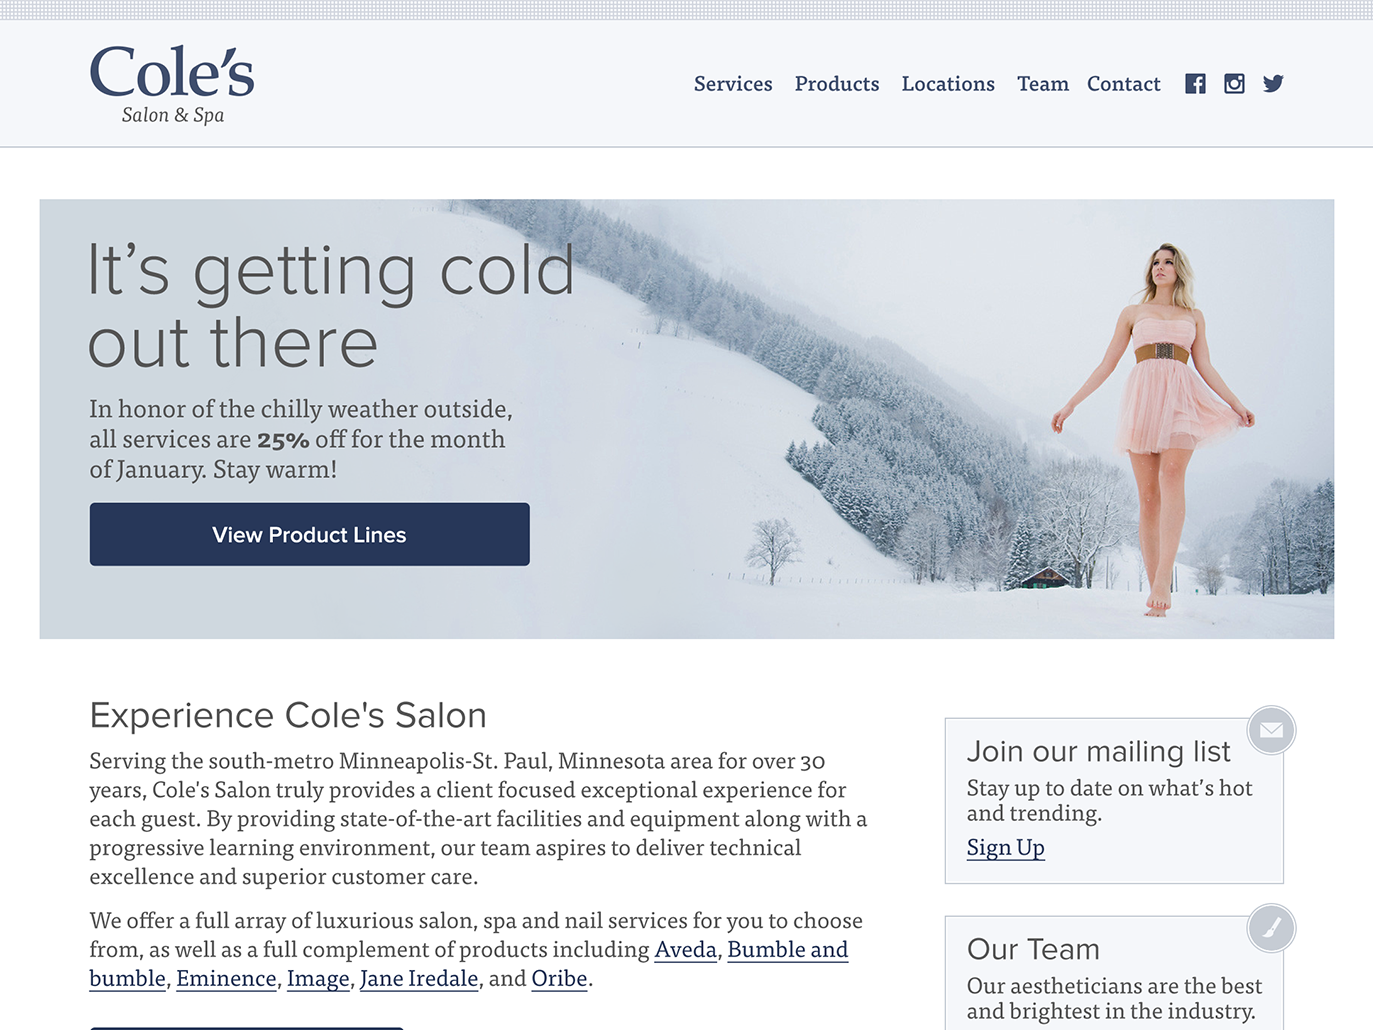 Cole's
Salon & Spa
Services Products Locations Team Contact
It's getting cold
out there
In honor of the chilly weather outside,
all services are 25% off for the month
of January. Stay warm!
View Product Lines
Experience Cole's Salon
Serving the south-metro Minneapolis-St. Paul, Minnesota area for over 30
years, Cole's Salon truly provides a client focused exceptional experience for
each guest. By providing state-of-the-art facilities and equipment along with a
progressive learning environment, our team aspires to deliver technical
excellence and superior customer care.
We offer a full array of luxurious salon, spa and nail services for you to choose
from, as well as a full complement of products including Aveda, Bumble and
bumble, Eminence, Image, Jane Iredale, and Oribe.
Join our mailing list
Stay up to date on what's hot
and trending.
Sign Up
Our Team
Our aestheticians are the best
and brightest in the industry.